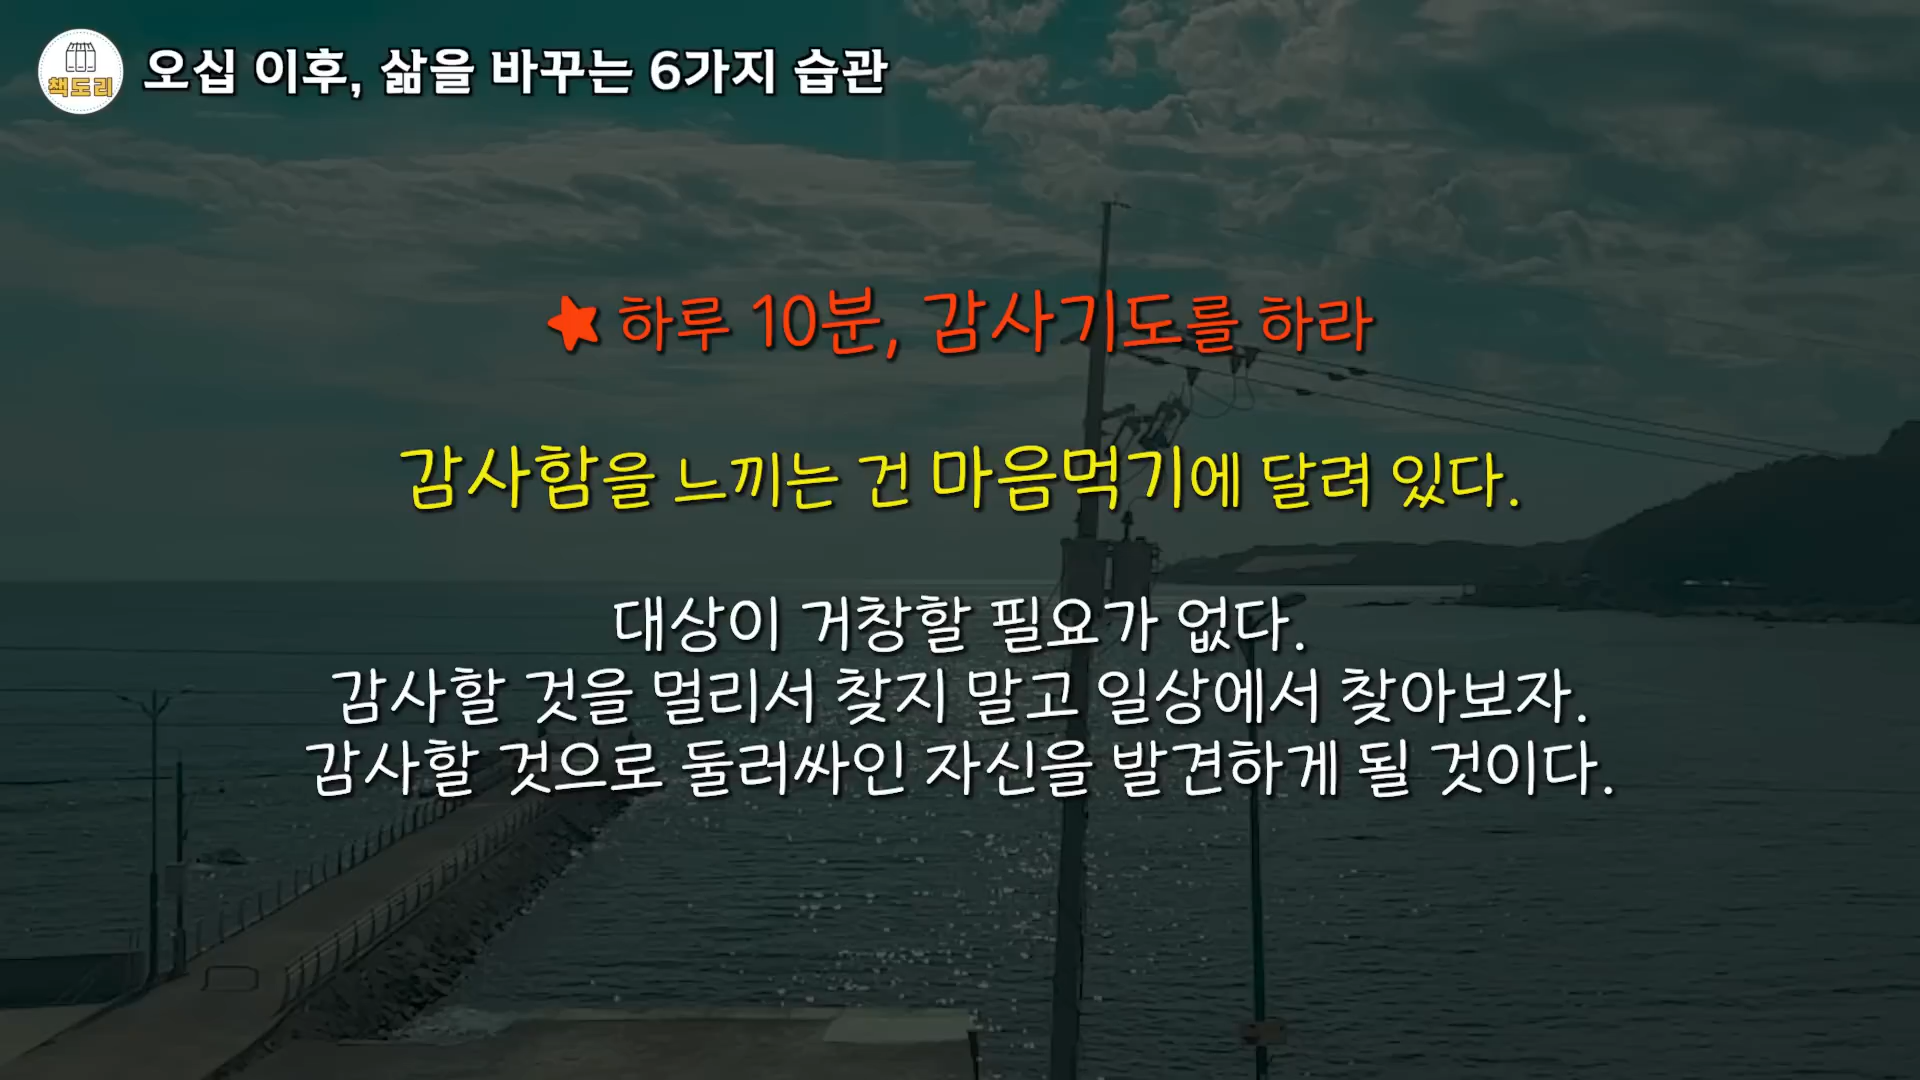 책도리
오십 이후, 삶을 바꾸는 6가지 습관
★ 하루 10분, 감사기도를 하라
감사함을 느끼는 건 마음먹기에 달려 있다.
대상이 거창할 필요가 없다.
감사할 것을 멀리서 찾지 말고 일상에서 찾아보자.
감사할 것으로 둘러싸인 자신을 발견하게 될 것이다.